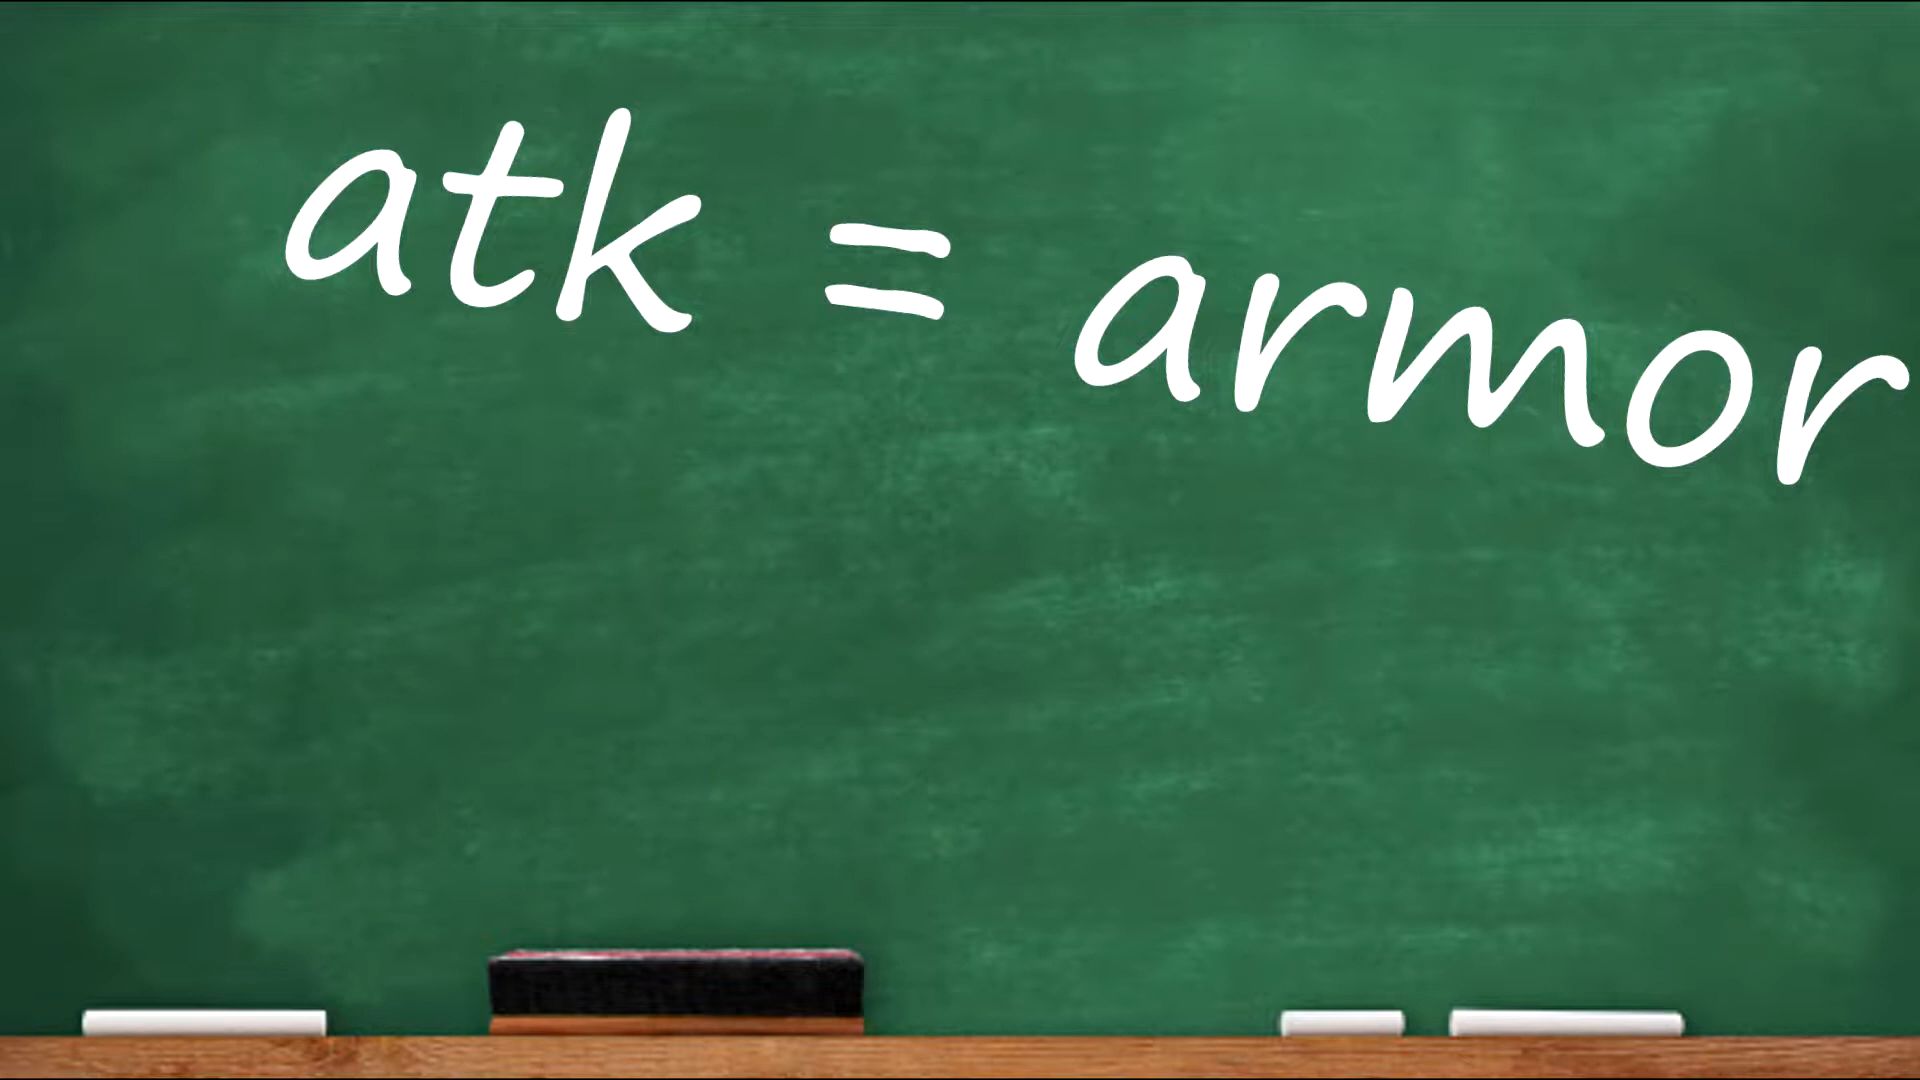 atk = armor